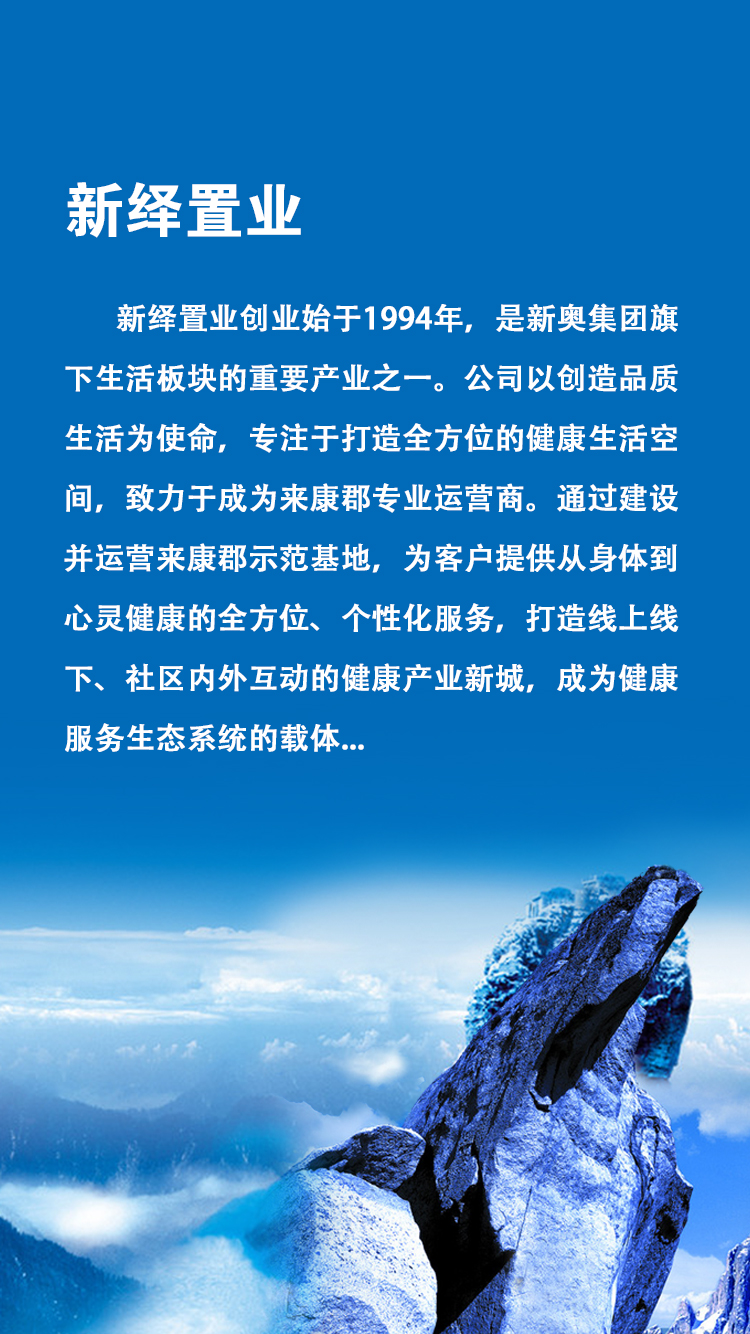 新绎置业
新绎置业创业始于1994年，是新奥集团旗
下生活板块的重要产业之一。公司以创造品质
生活为使命，专注于打造全方位的健康生活空
间，致力于成为来康郡专业运营商。通过建设
并运营来康郡示范基地，为客户提供从身体到
心灵健康的全方位、个性化服务，打造线上线
下、社区内外互动的健康产业新城，成为健康
服务生态系统的载体...